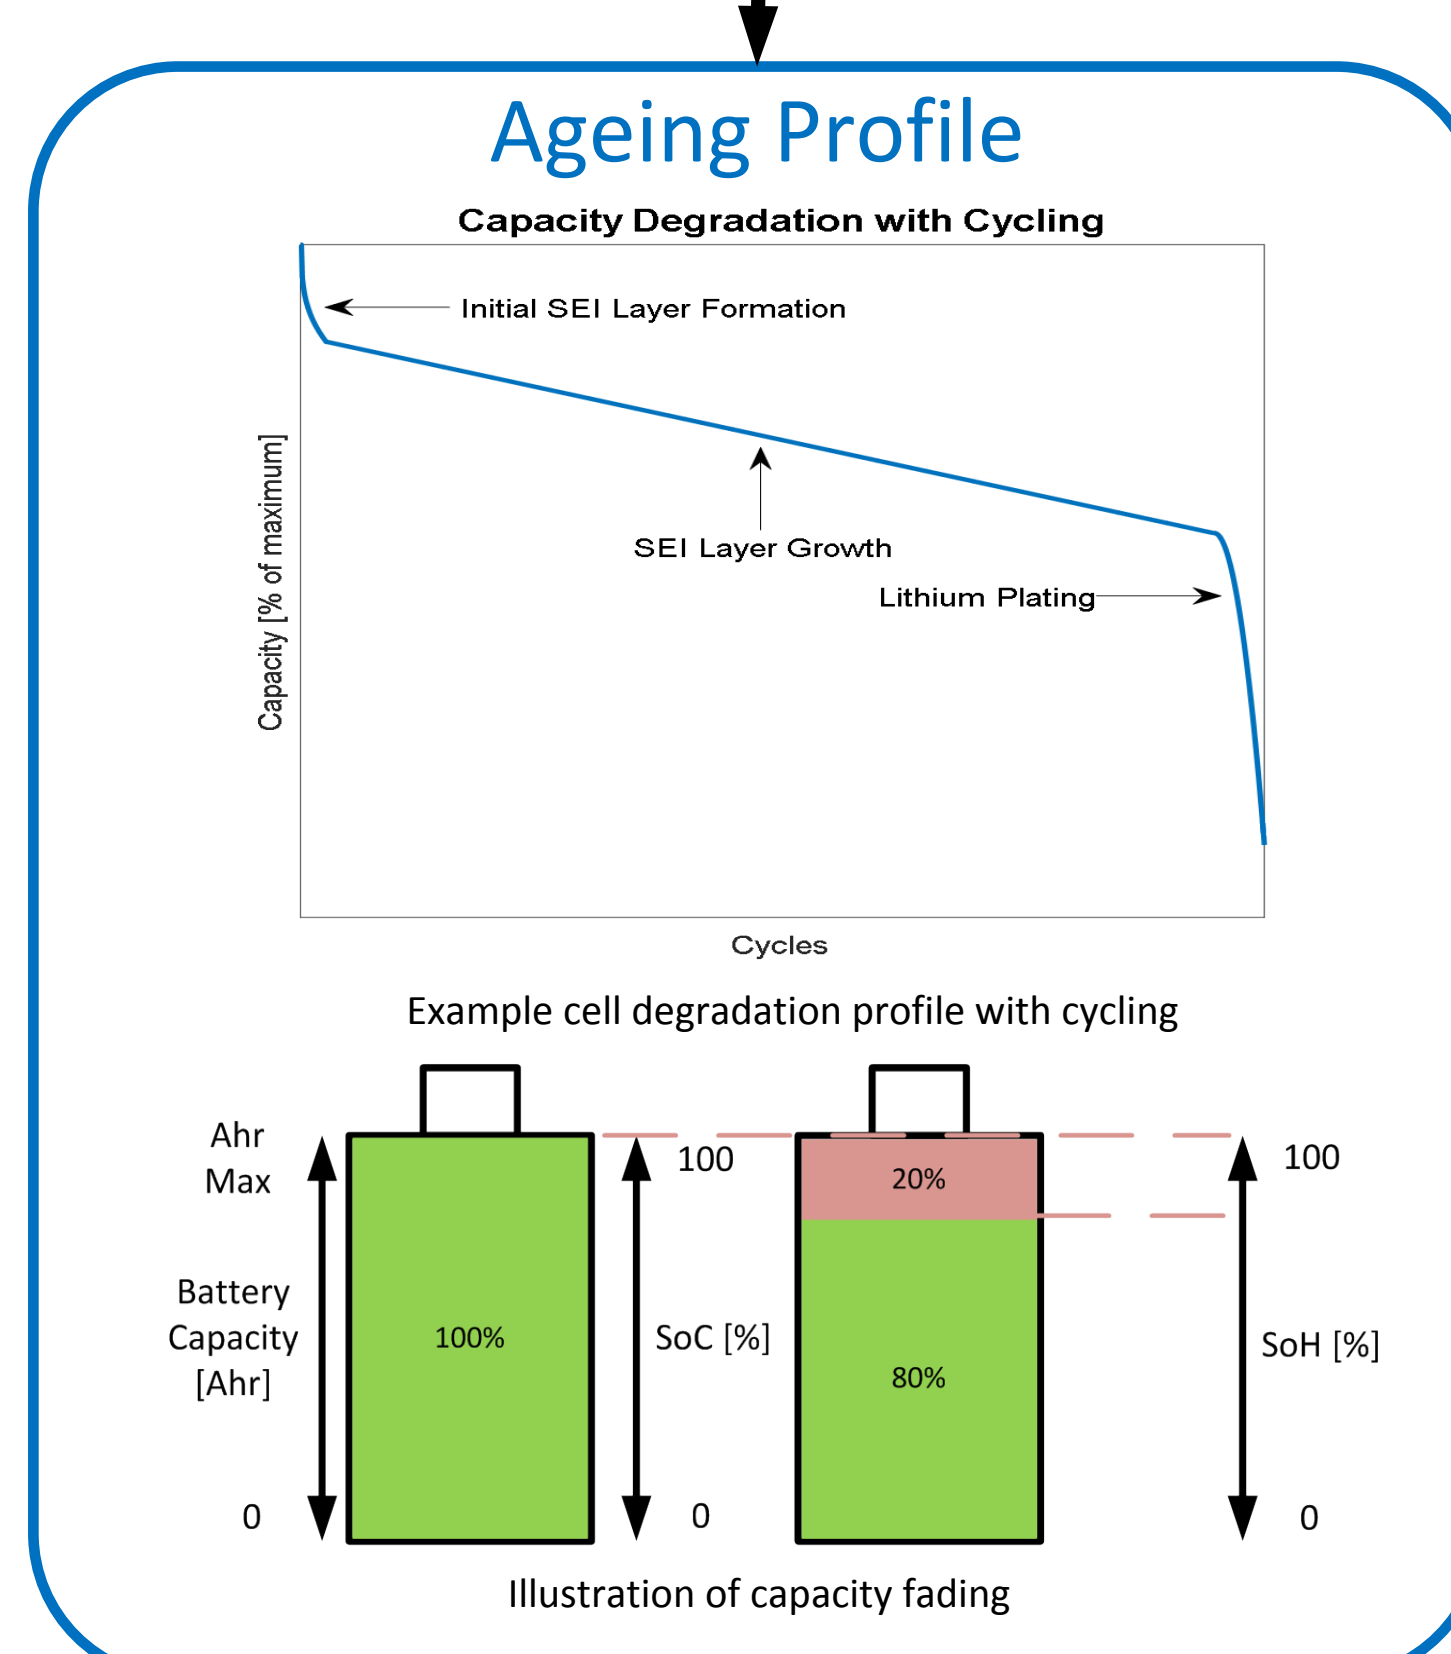 Ageing Profile
Capacity Degradation with Cycling
Initial SEI Layer Formation
Capacity [% of maximum]
SEI Layer Growth
Lithium Plating
Cycles
Example cell degradation profile with cycling
Ahr
Max
Battery
Capacity
[Ahr]
0
100%
100
SoC [%]
0
20%
80%
100
SoH [%]
0
Illustration of capacity fading